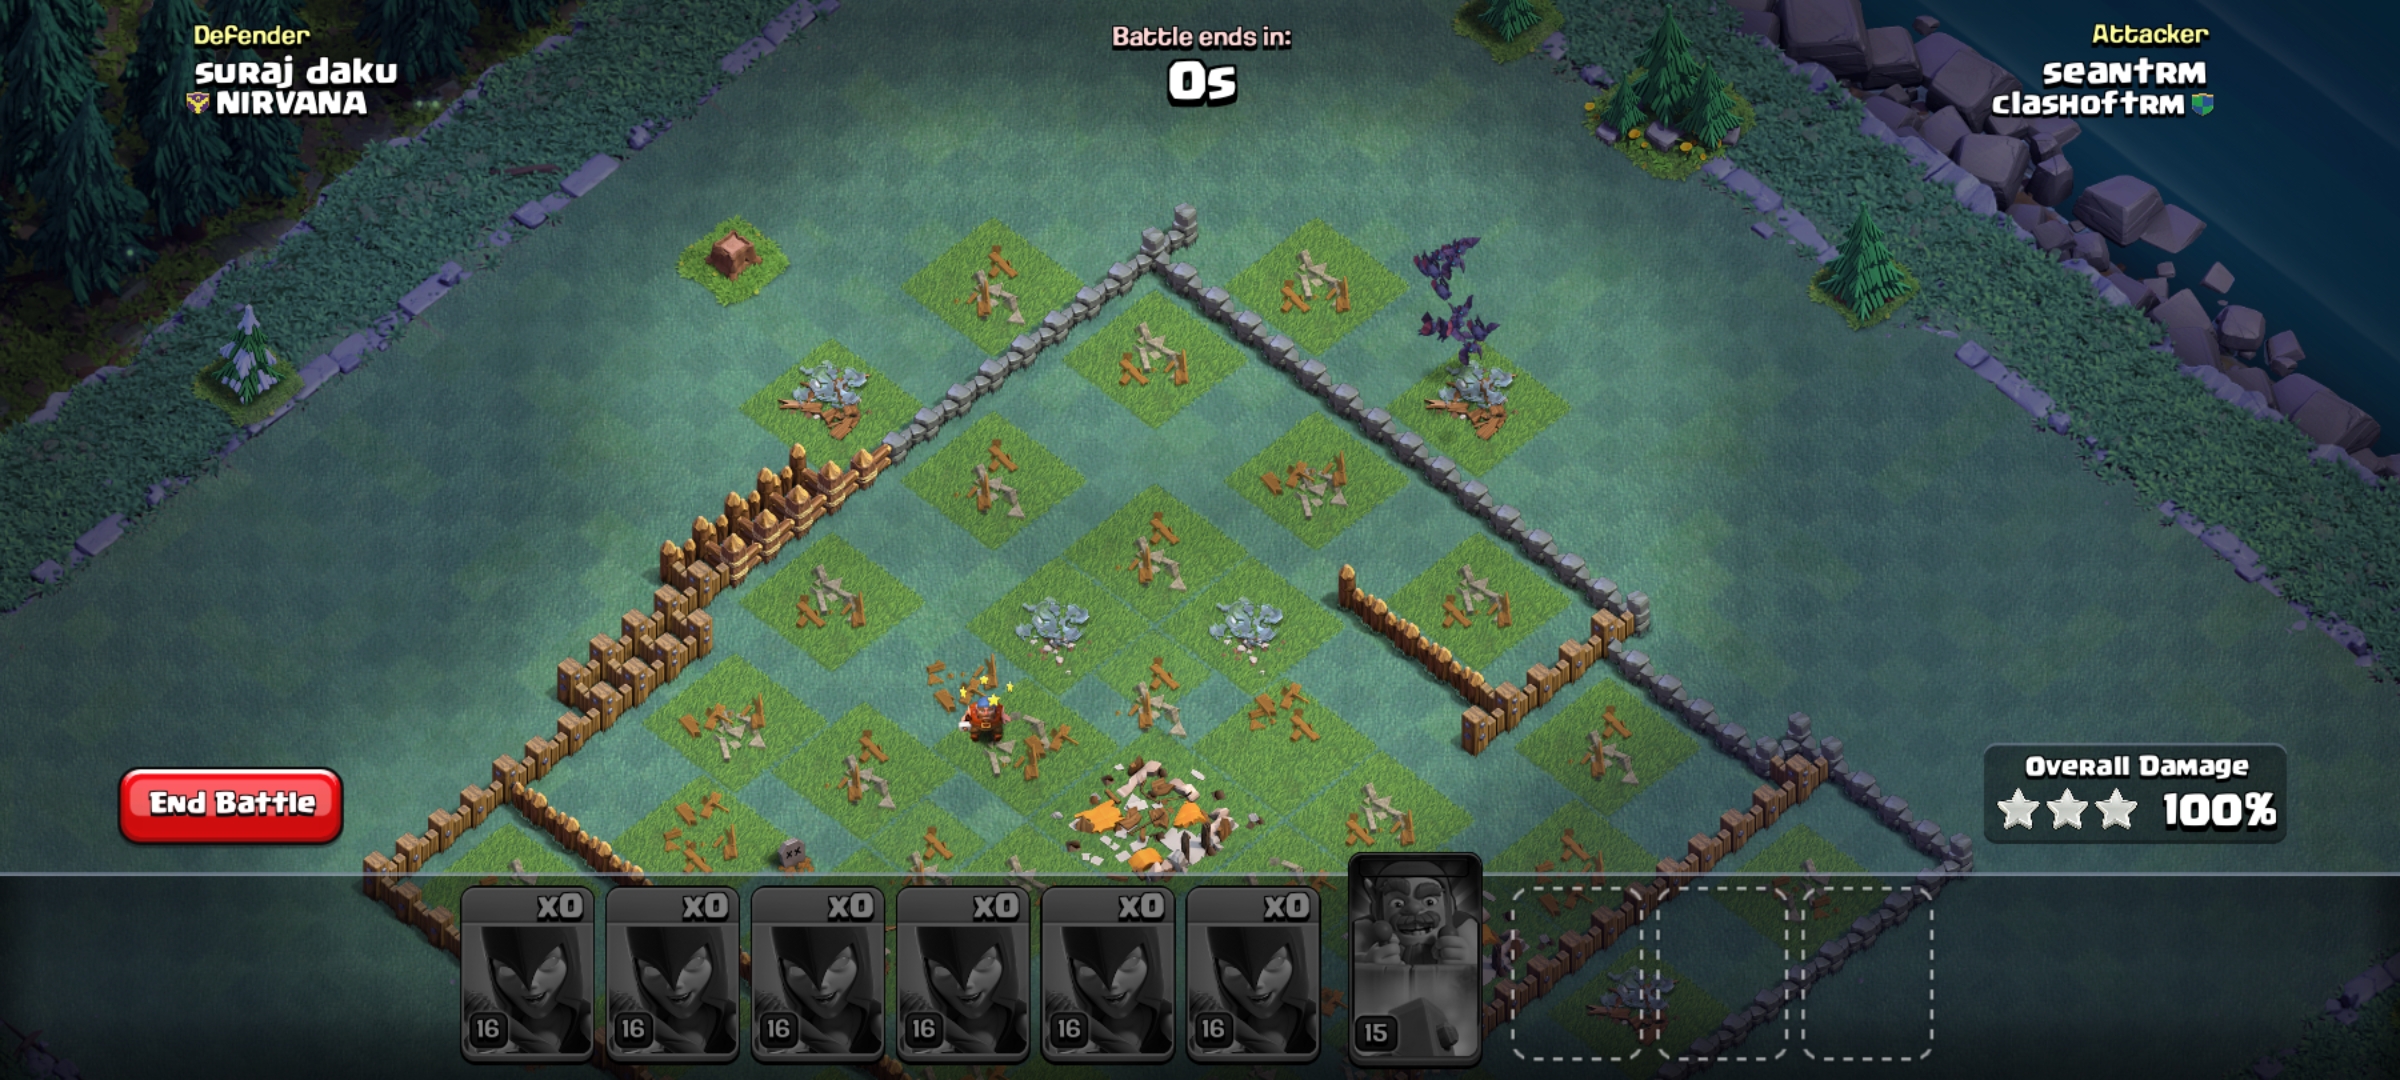 Defender
suraj daku
NIRVANA
Battle ends in:
0s
Attacker
seantrm
clashoftrm
End Battle
Overall Damage
100%
x0 x0 x0 x0 x0 x0
16 16 16 16 16 16 15